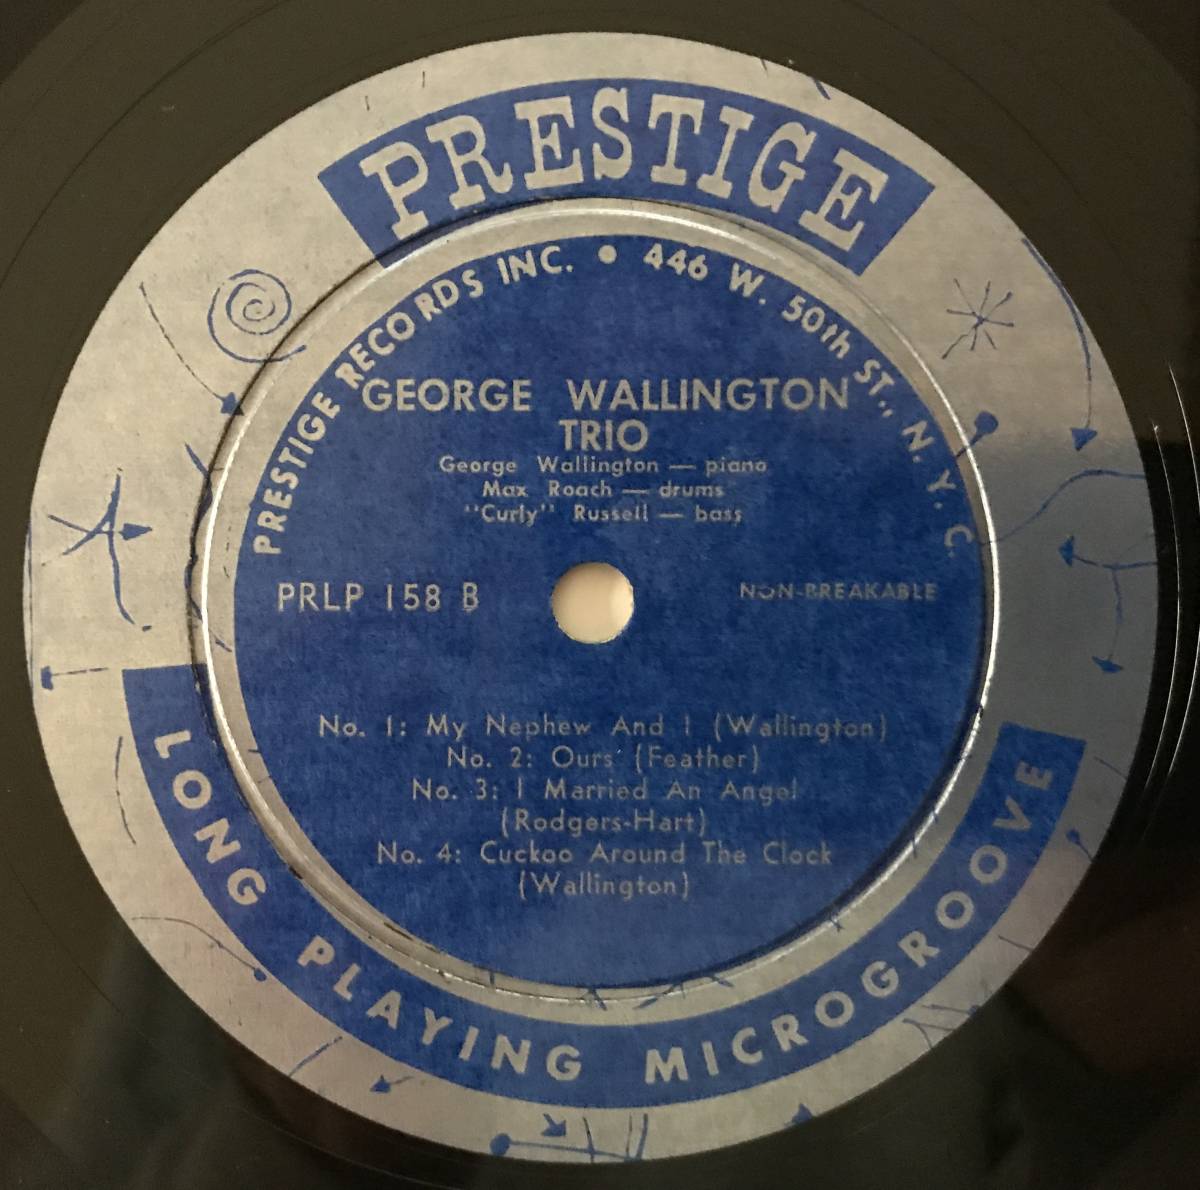 PRESTIGE
PRESTIGE RECORDS INC. • 446 W. 50th ST., N. Y. C.
GEORGE WALLINGTON
TRIO
George Wallington — piano
Max Roach — drums
"Curly" Russell — bass
PRLP 158 B
NON-BREAKABLE
No. 1: My Nephew And I (Wallington)
No. 2: Ours (Feather)
No. 3: I Married An Angel
(Rodgers-Hart)
No. 4: Cuckoo Around The Clock
(Wallington)
LONG PLAYING MICROGROOVE